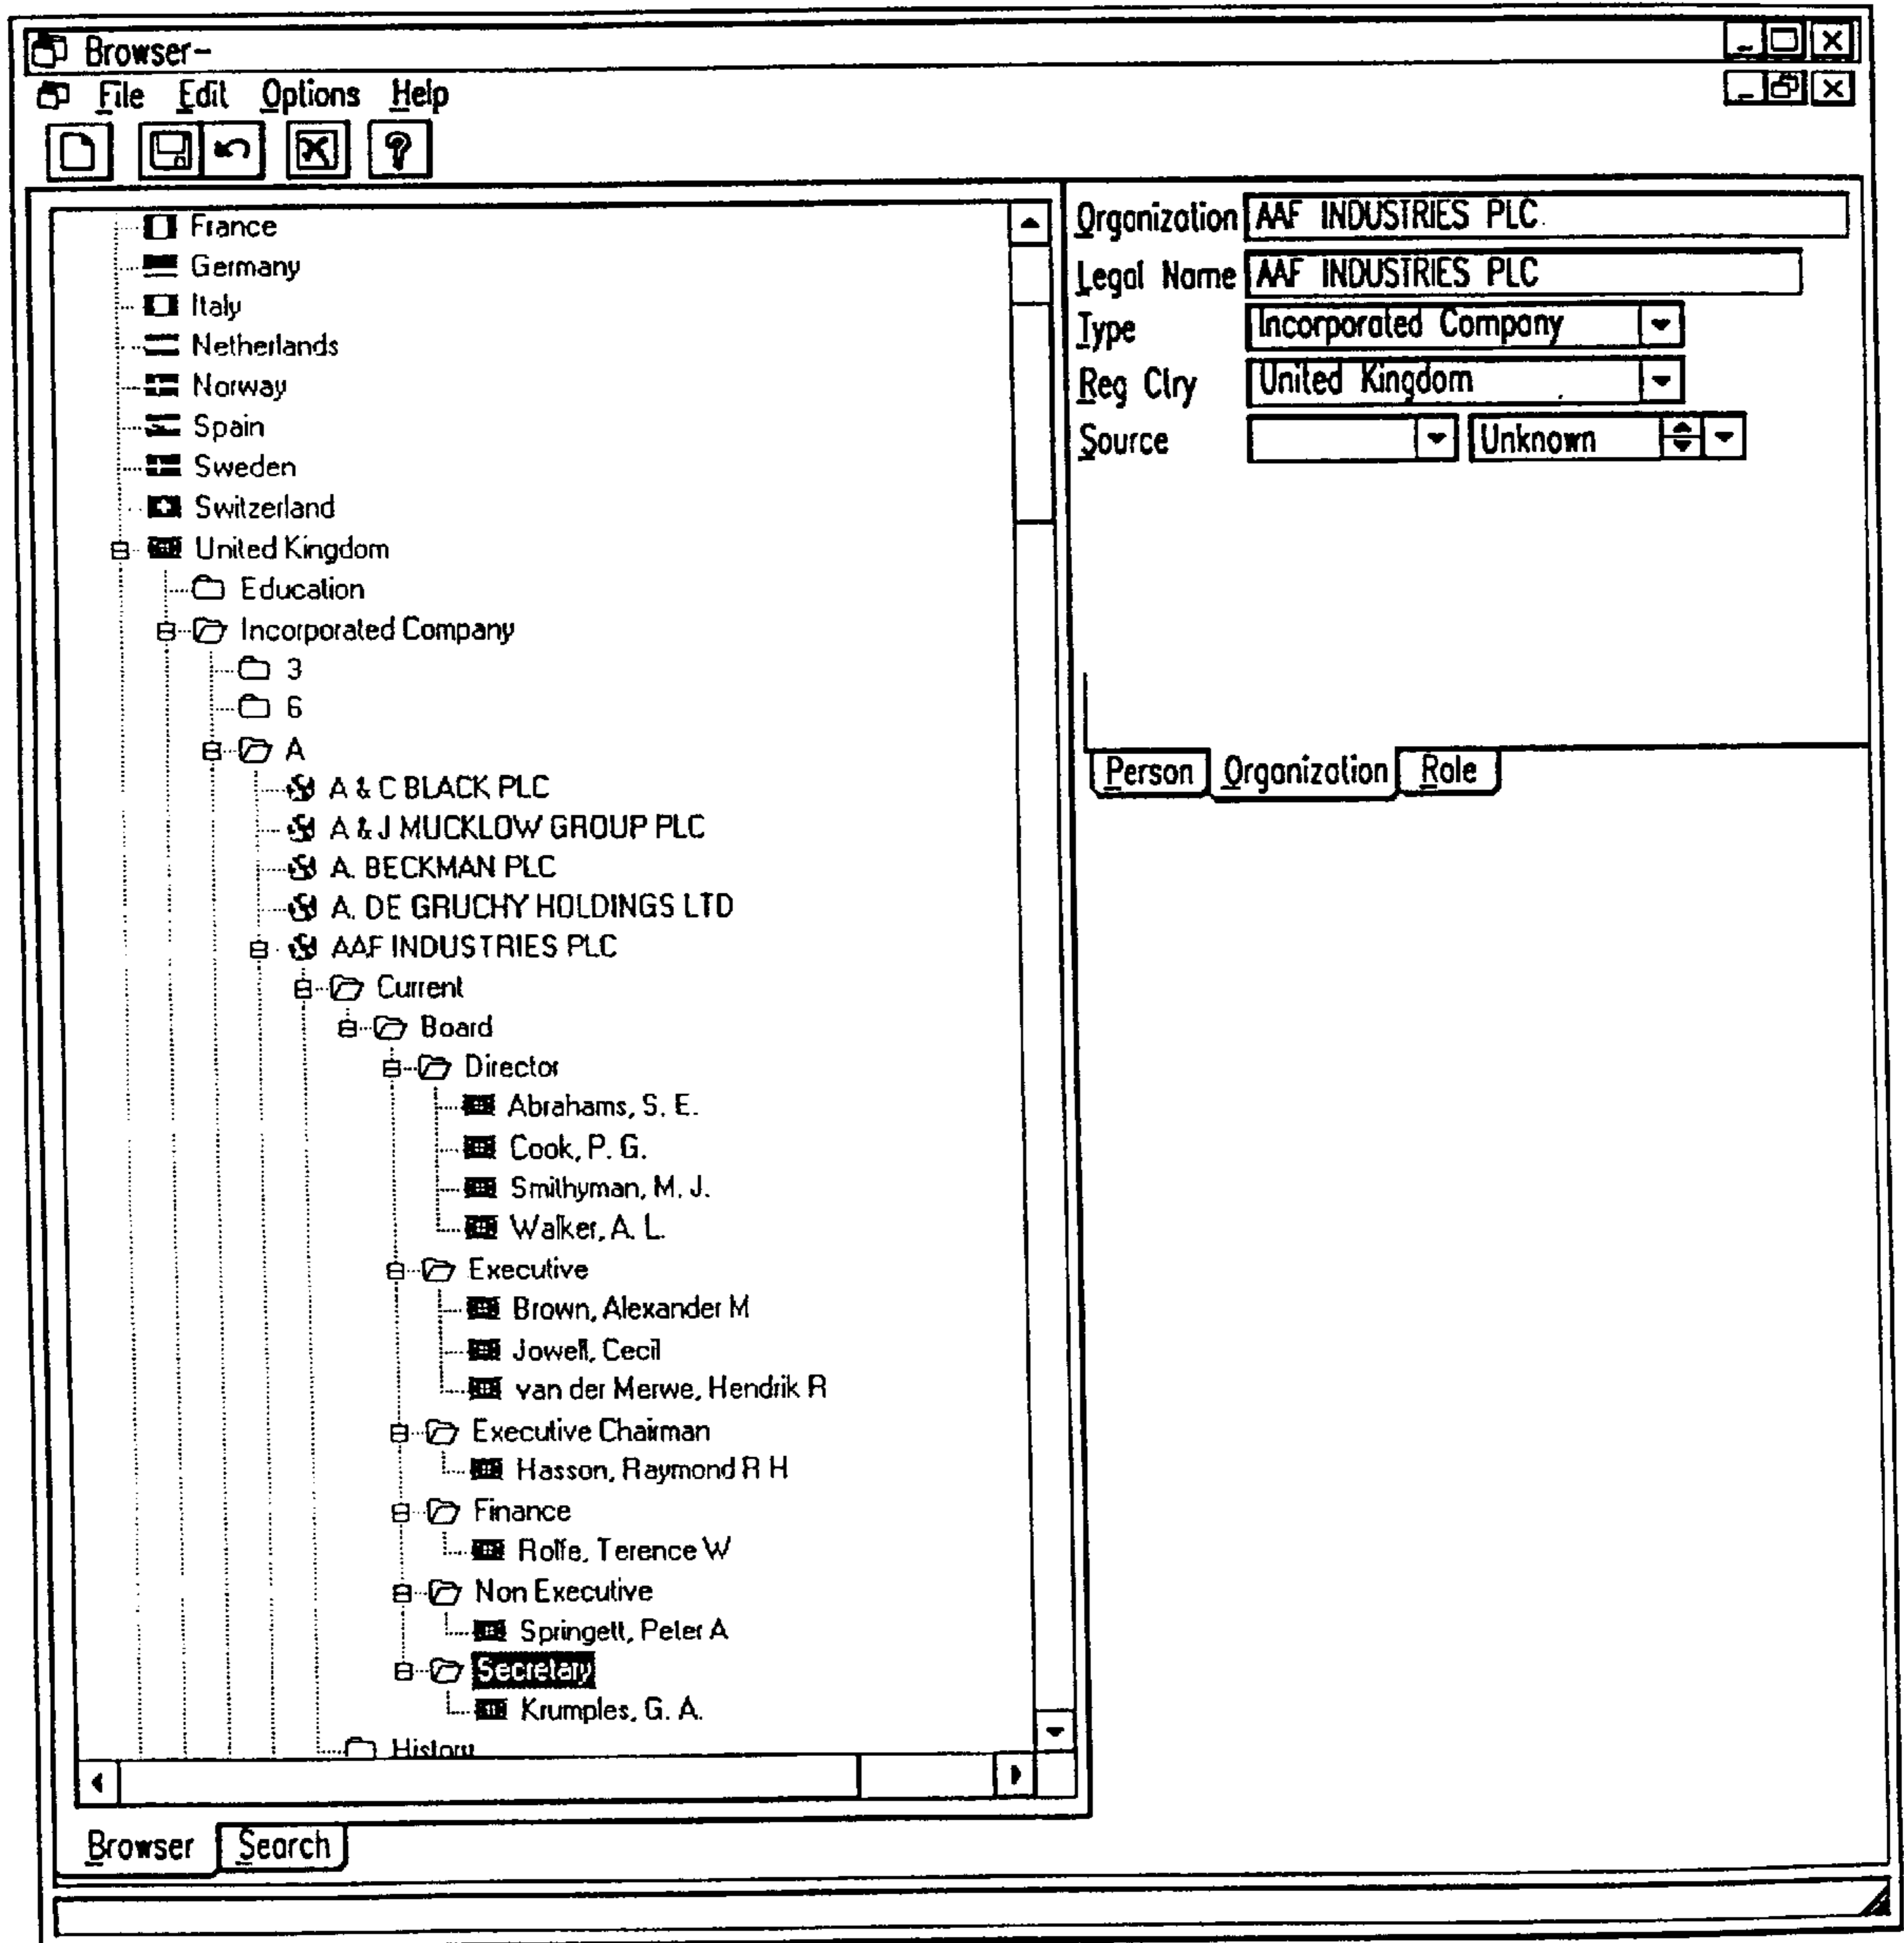 Browser-
File Edit Options Help
France
Germany
Italy
Netherlands
Norway
Spain
Sweden
Switzerland
United Kingdom
Education
Incorporated Company
3
6
A
A & C BLACK PLC
A & J MUCKLOW GROUP PLC
A. BECKMAN PLC
A. DE GRUCHY HOLDINGS LTD
AAF INDUSTRIES PLC
Current
Board
Director
Abrahams, S. E.
Cook, P. G.
Smithyman, M. J.
Walker, A. L.
Executive
Brown, Alexander M
Jowell, Cecil
van der Merwe, Hendrik R
Executive Chairman
Hasson, Raymond R H
Finance
Rolfe, Terence W
Non Executive
Springett, Peter A
Secretary
Krumples, G. A.
History
Browser Search
Organization AAF INDUSTRIES PLC
Legal Name AAF INDUSTRIES PLC
Type Incorporated Company
Reg Ctry United Kingdom
Source Unknown
Person Organization Role